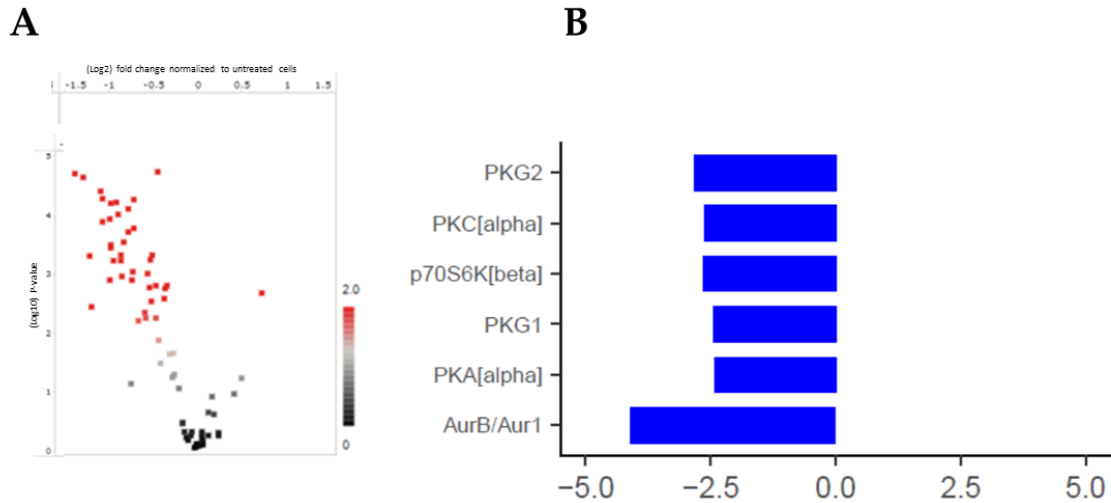 A
B
(Log2) fold change normalized to untreated cells
-1.5 -1 -0.5 0 0.5 1 1.5
5
4
3
2
1
0
(Log10) P-value
2.0
0
PKG2
PKC[alpha]
p70S6K[beta]
PKG1
PKA[alpha]
AurB/Aur1
−5.0 −2.5 0.0 2.5 5.0